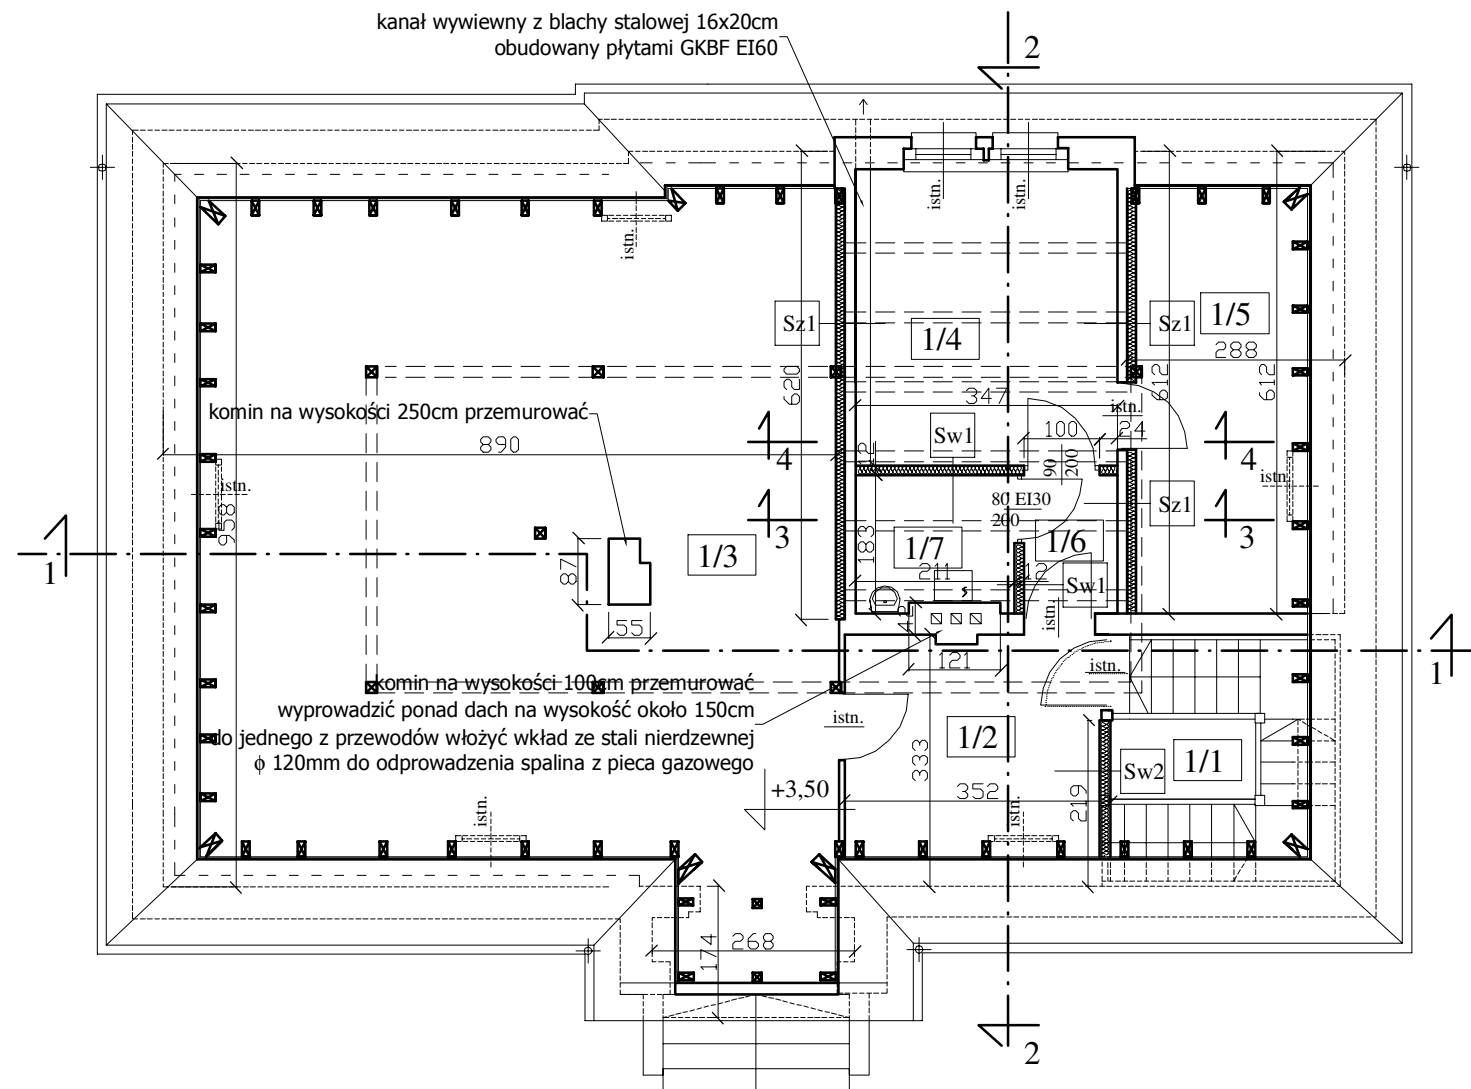 kanał wywiewny z blachy stalowej 16x20cm
obudowany płytami GKBF EI60
2
istn.
istn.
istn.
Sz1
1/4
Sz1
1/5
288
620
612
612
347
istn.
komin na wysokości 250cm przemurować
890
Sw1
100
24
4
4
12
90
200
istn.
istn.
958
80 EI30
200
Sz1
3
3
1
1/3
183
1/7
1/6
87
211
12
Sw1
55
42
istn.
121
istn.
1
komin na wysokości 100cm przemurować
wyprowadzić ponad dach na wysokość około 150cm
do jednego z przewodów włożyć wkład ze stali nierdzewnej
ϕ 120mm do odprowadzenia spalina z pieca gazowego
istn.
1/2
333
Sw2
1/1
+3,50
352
219
istn.
istn.
174
268
2